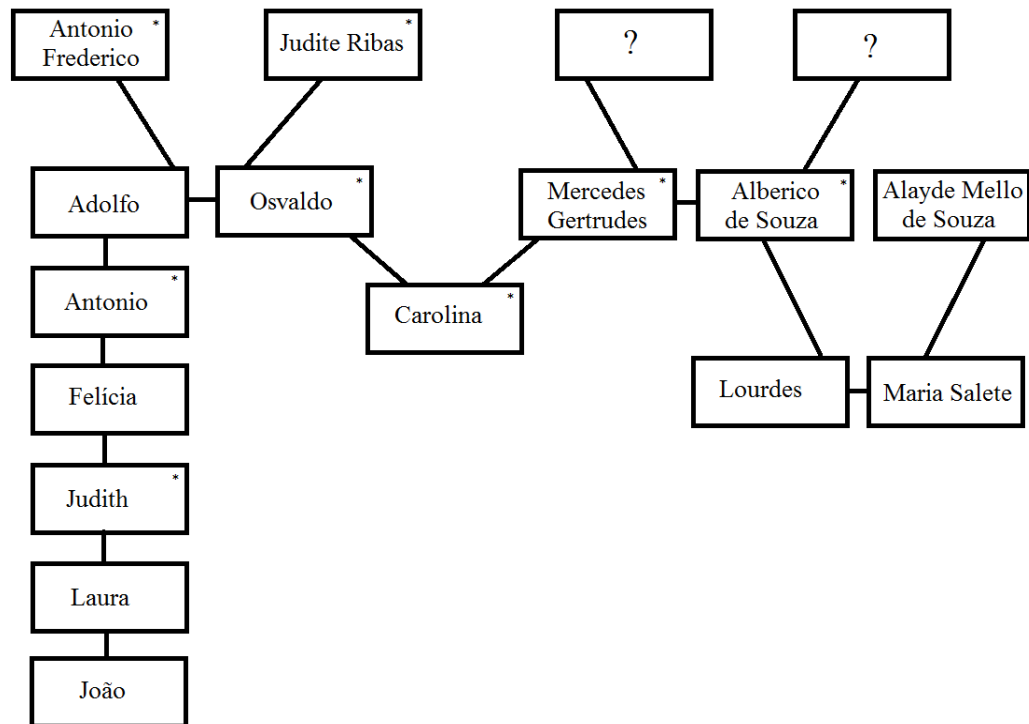 Antonio *
Frederico
Judite Ribas *
?
?
Adolfo
Osvaldo *
Mercedes *
Gertrudes
Alberico *
de Souza
Alayde Mello
de Souza
Antonio *
Carolina *
Felícia
Lourdes
Maria Salete
Judith *
Laura
João